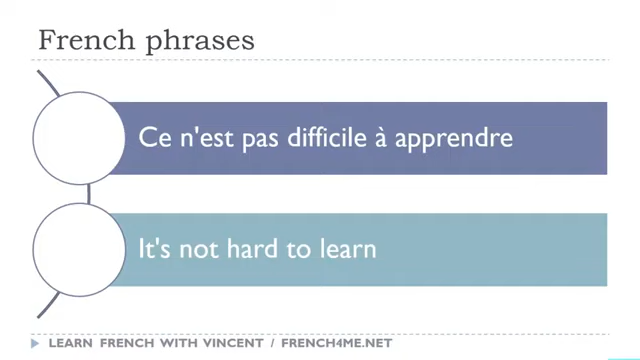 French phrases
Ce n'est pas difficile à apprendre
It's not hard to learn
LEARN FRENCH WITH VINCENT / FRENCH4ME.NET